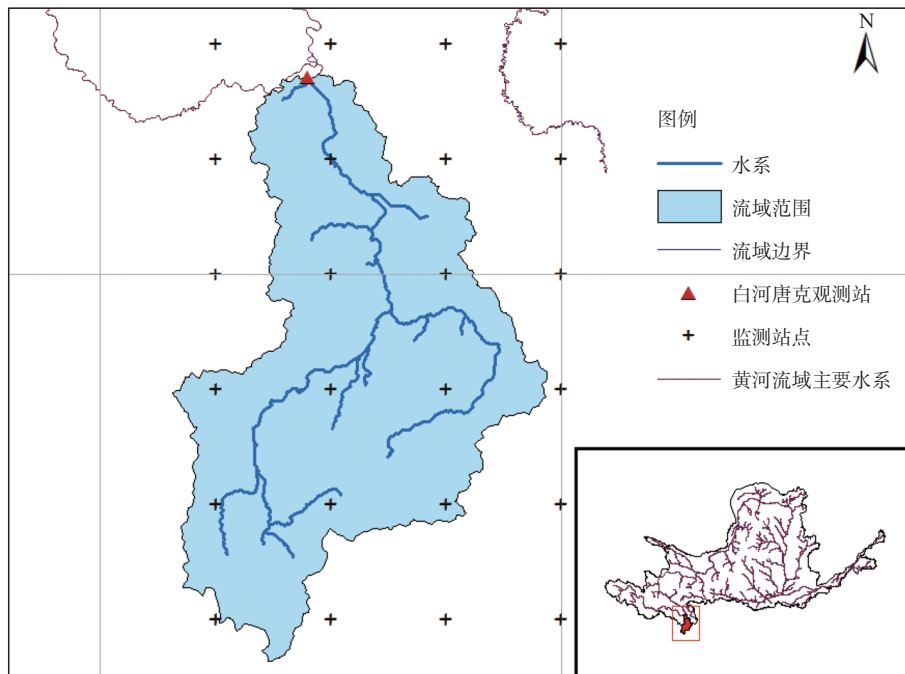 N
图例
水系
流域范围
流域边界
白河唐克观测站
监测站点
黄河流域主要水系